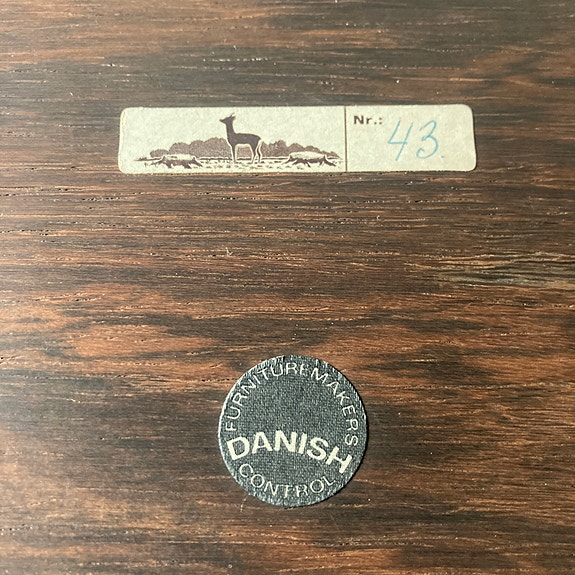 Nr.: 43.
FURNITUREMAKERS
DANISH
CONTROL